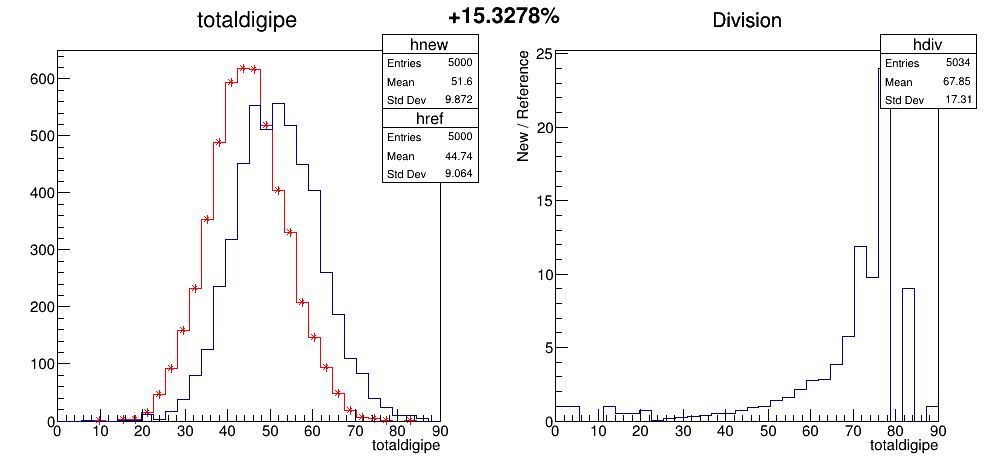 +15.3278%
totaldigipe
hnew
Entries 5000
Mean 51.6
Std Dev 9.872
href
Entries 5000
Mean 44.74
Std Dev 9.064
600
500
400
300
200
100
0
0 10 20 30 40 50 60 70 80 90
totaldigipe
Division
hdiv
Entries 5034
Mean 67.85
Std Dev 17.31
New / Reference
25
20
15
10
5
0
0 10 20 30 40 50 60 70 80 90
totaldigipe